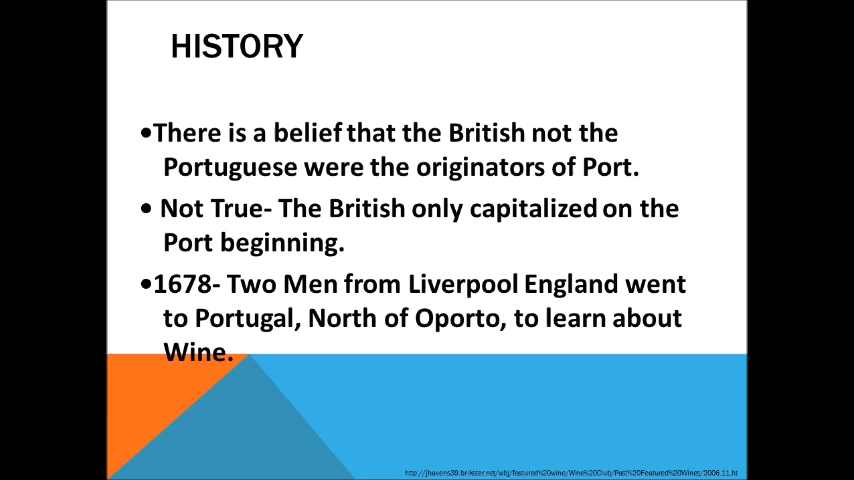 HISTORY
•There is a belief that the British not the
Portuguese were the originators of Port.
• Not True- The British only capitalized on the
Port beginning.
•1678- Two Men from Liverpool England went
to Portugal, North of Oporto, to learn about
Wine.
http://jhavens39.brikster.net/wbj/featured%20wine/Wine%20Club/Past%20Featured%20Wines/2006.11.ht